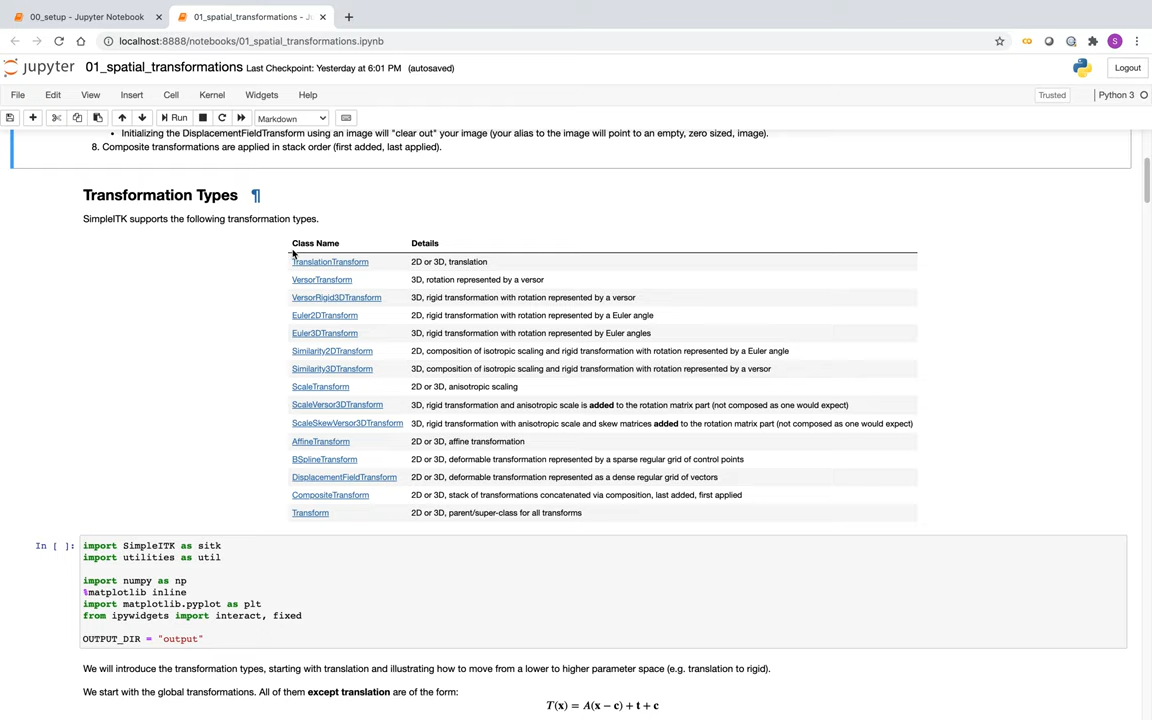 00_setup - Jupyter Notebook
01_spatial_transformations - Ju
localhost:8888/notebooks/01_spatial_transformations.ipynb
S
jupyter 01_spatial_transformations Last Checkpoint: Yesterday at 6:01 PM (autosaved)
Logout
File Edit View Insert Cell Kernel Widgets Help
Trusted Python 3
Run Markdown
• Initializing the DisplacementFieldTransform using an image will "clear out" your image (your alias to the image will point to an empty, zero sized, image).
8. Composite transformations are applied in stack order (first added, last applied).
Transformation Types ¶
SimpleITK supports the following transformation types.
Class Name Details
TranslationTransform 2D or 3D, translation
VersorTransform 3D, rotation represented by a versor
VersorRigid3DTransform 3D, rigid transformation with rotation represented by a versor
Euler2DTransform 2D, rigid transformation with rotation represented by a Euler angle
Euler3DTransform 3D, rigid transformation with rotation represented by Euler angles
Similarity2DTransform 2D, composition of isotropic scaling and rigid transformation with rotation represented by a Euler angle
Similarity3DTransform 3D, composition of isotropic scaling and rigid transformation with rotation represented by a versor
ScaleTransform 2D or 3D, anisotropic scaling
ScaleVersor3DTransform 3D, rigid transformation and anisotropic scale is added to the rotation matrix part (not composed as one would expect)
ScaleSkewVersor3DTransform 3D, rigid transformation with anisotropic scale and skew matrices added to the rotation matrix part (not composed as one would expect)
AffineTransform 2D or 3D, affine transformation
BSplineTransform 2D or 3D, deformable transformation represented by a sparse regular grid of control points
DisplacementFieldTransform 2D or 3D, deformable transformation represented as a dense regular grid of vectors
CompositeTransform 2D or 3D, stack of transformations concatenated via composition, last added, first applied
Transform 2D or 3D, parent/super-class for all transforms
In [ ]: import SimpleITK as sitk
import utilities as util
import numpy as np
%matplotlib inline
import matplotlib.pyplot as plt
from ipywidgets import interact, fixed
OUTPUT_DIR = "output"
We will introduce the transformation types, starting with translation and illustrating how to move from a lower to higher parameter space (e.g. translation to rigid).
We start with the global transformations. All of them except translation are of the form:
T(x) = A(x − c) + t + c